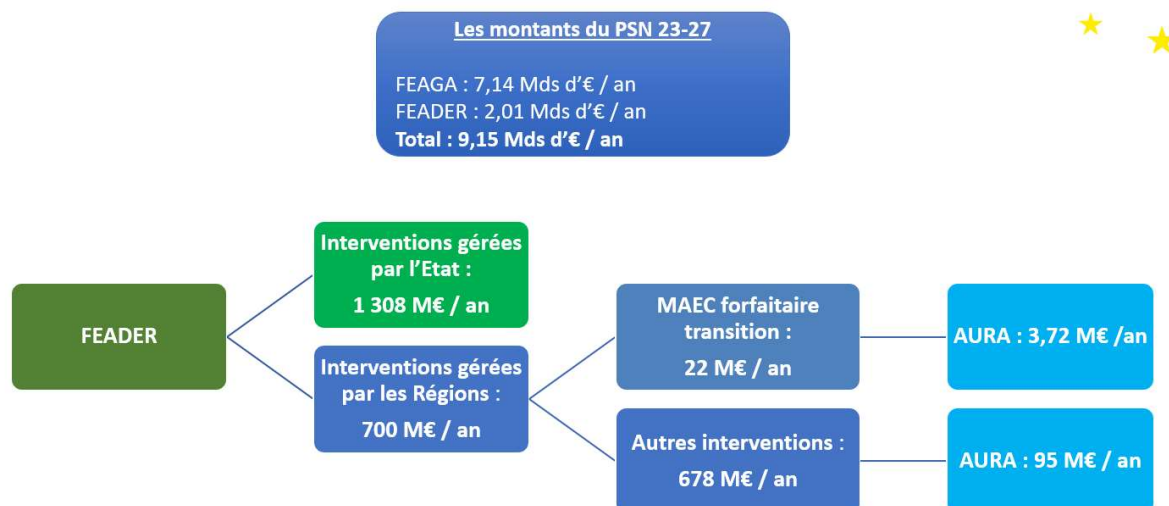 Les montants du PSN 23-27
FEAGA : 7,14 Mds d'€ / an
FEADER : 2,01 Mds d'€ / an
Total : 9,15 Mds d'€ / an
FEADER
Interventions gérées
par l'Etat :
1 308 M€ / an
Interventions gérées
par les Régions :
700 M€ / an
MAEC forfaitaire
transition :
22 M€ / an
AURA : 3,72 M€ /an
Autres interventions :
678 M€ / an
AURA : 95 M€ / an